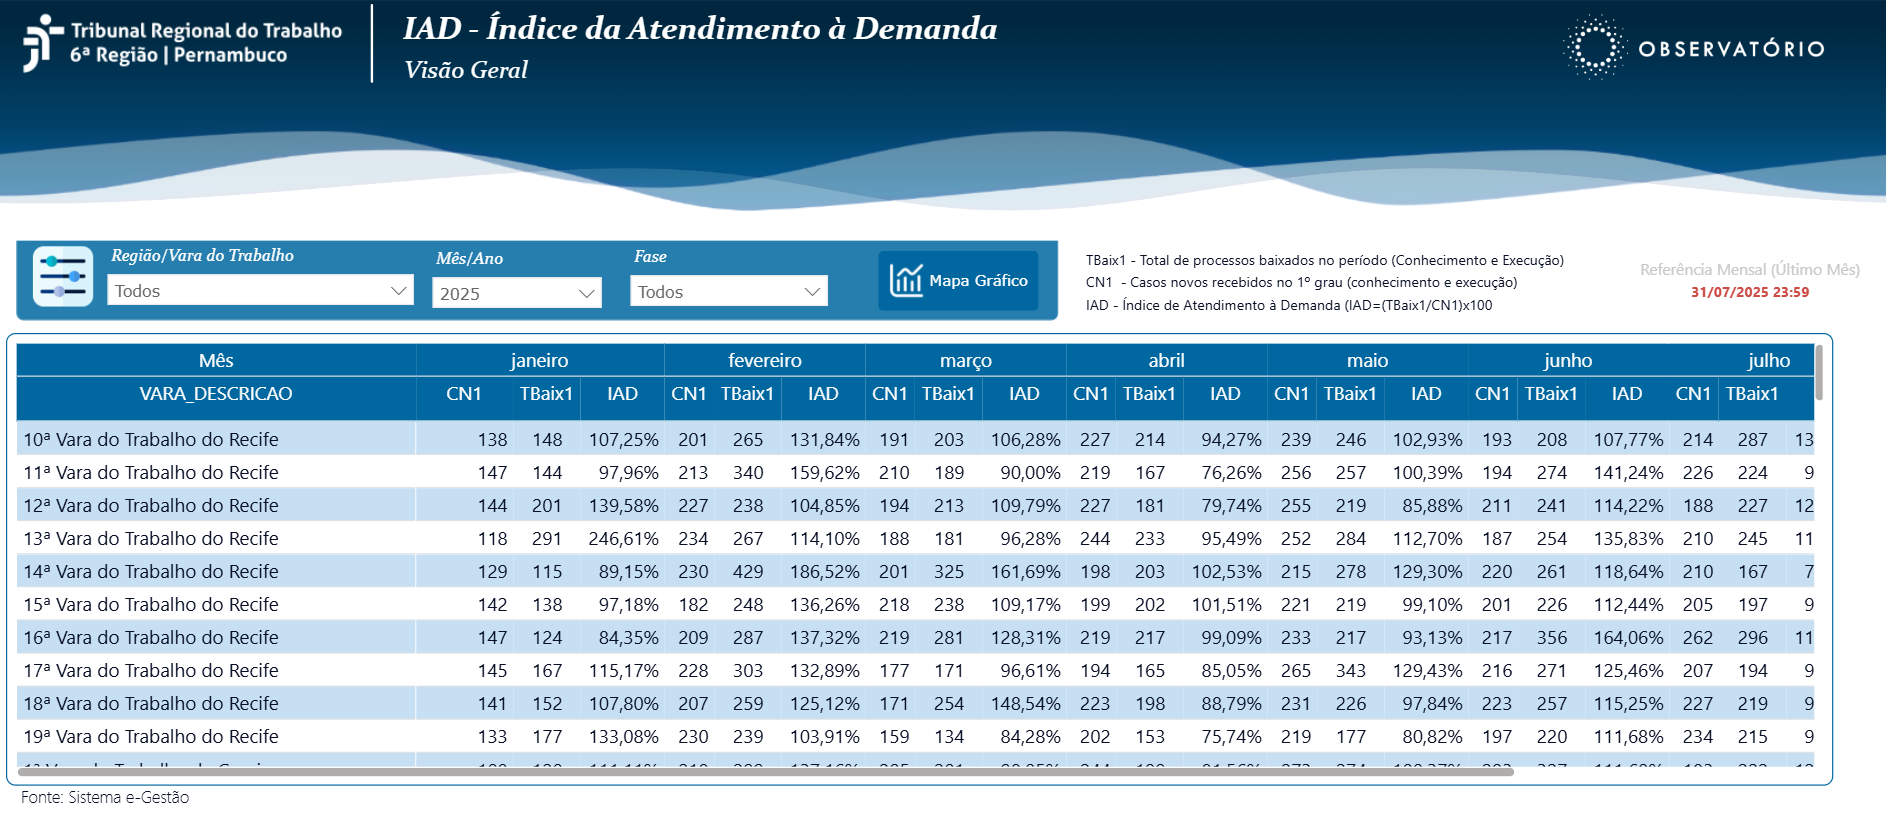 Tribunal Regional do Trabalho
6ª Região | Pernambuco
IAD - Índice da Atendimento à Demanda
Visão Geral
OBSERVATÓRIO
Região/Vara do Trabalho
Todos
Mês/Ano
2025
Fase
Todos
Mapa Gráfico
TBaix1 - Total de processos baixados no período (Conhecimento e Execução)
CN1 - Casos novos recebidos no 1º grau (conhecimento e execução)
IAD - Índice de Atendimento à Demanda (IAD=(TBaix1/CN1)x100
Referência Mensal (Último Mês)
31/07/2025 23:59
Mês janeiro fevereiro março abril maio junho julho
VARA_DESCRICAO CN1 TBaix1 IAD CN1 TBaix1 IAD CN1 TBaix1 IAD CN1 TBaix1 IAD CN1 TBaix1 IAD CN1 TBaix1 IAD CN1 TBaix1
10ª Vara do Trabalho do Recife 138 148 107,25% 201 265 131,84% 191 203 106,28% 227 214 94,27% 239 246 102,93% 193 208 107,77% 214 287 13
11ª Vara do Trabalho do Recife 147 144 97,96% 213 340 159,62% 210 189 90,00% 219 167 76,26% 256 257 100,39% 194 274 141,24% 226 224 9
12ª Vara do Trabalho do Recife 144 201 139,58% 227 238 104,85% 194 213 109,79% 227 181 79,74% 255 219 85,88% 211 241 114,22% 188 227 12
13ª Vara do Trabalho do Recife 118 291 246,61% 234 267 114,10% 188 181 96,28% 244 233 95,49% 252 284 112,70% 187 254 135,83% 210 245 11
14ª Vara do Trabalho do Recife 129 115 89,15% 230 429 186,52% 201 325 161,69% 198 203 102,53% 215 278 129,30% 220 261 118,64% 210 167 7
15ª Vara do Trabalho do Recife 142 138 97,18% 182 248 136,26% 218 238 109,17% 199 202 101,51% 221 219 99,10% 201 226 112,44% 205 197 9
16ª Vara do Trabalho do Recife 147 124 84,35% 209 287 137,32% 219 281 128,31% 219 217 99,09% 233 217 93,13% 217 356 164,06% 262 296 11
17ª Vara do Trabalho do Recife 145 167 115,17% 228 303 132,89% 177 171 96,61% 194 165 85,05% 265 343 129,43% 216 271 125,46% 207 194 9
18ª Vara do Trabalho do Recife 141 152 107,80% 207 259 125,12% 171 254 148,54% 223 198 88,79% 231 226 97,84% 223 257 115,25% 227 219 9
19ª Vara do Trabalho do Recife 133 177 133,08% 230 239 103,91% 159 134 84,28% 202 153 75,74% 219 177 80,82% 197 220 111,68% 234 215 9
Fonte: Sistema e-Gestão